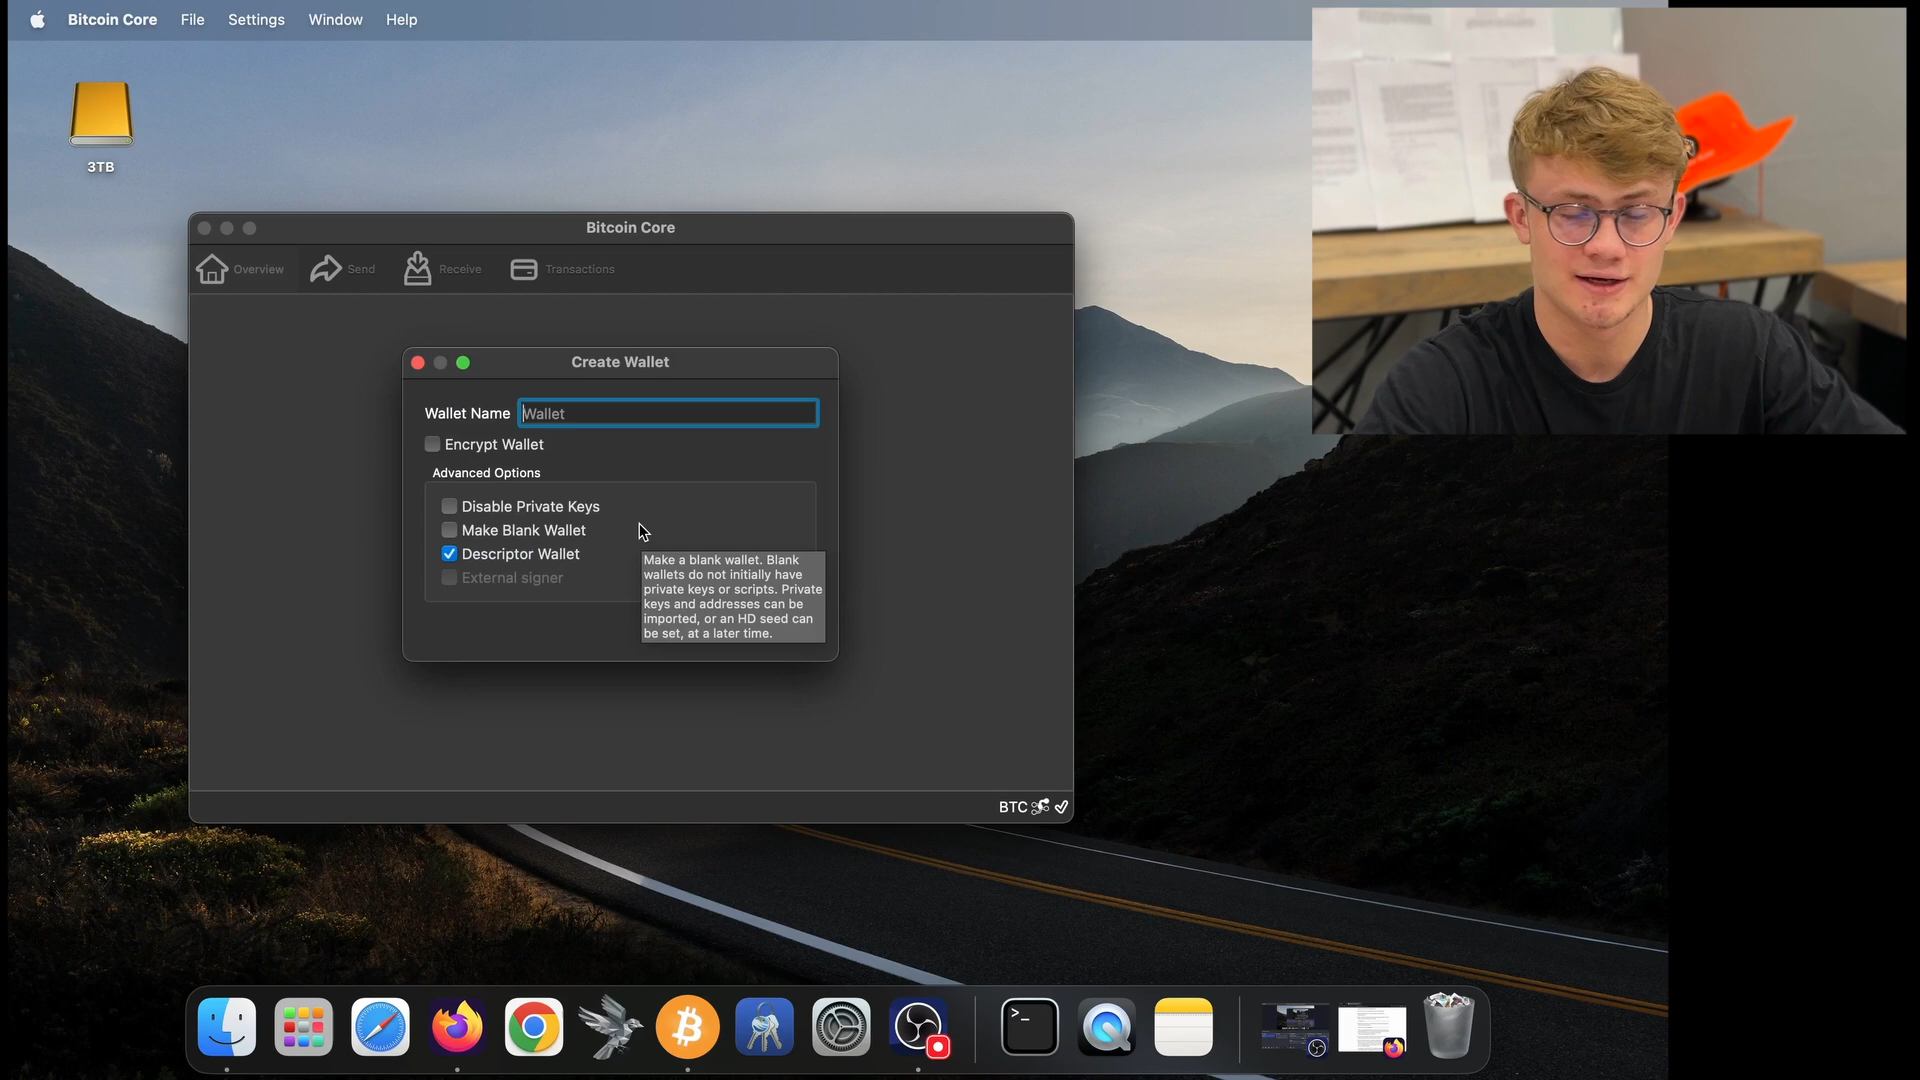 Bitcoin Core File Settings Window Help
3TB
Bitcoin Core
Overview Send Receive Transactions
Create Wallet
Wallet Name Wallet
Encrypt Wallet
Advanced Options
Disable Private Keys
Make Blank Wallet
Descriptor Wallet
External signer
Make a blank wallet. Blank
wallets do not initially have
private keys or scripts. Private
keys and addresses can be
imported, or an HD seed can
be set, at a later time.
BTC
>_